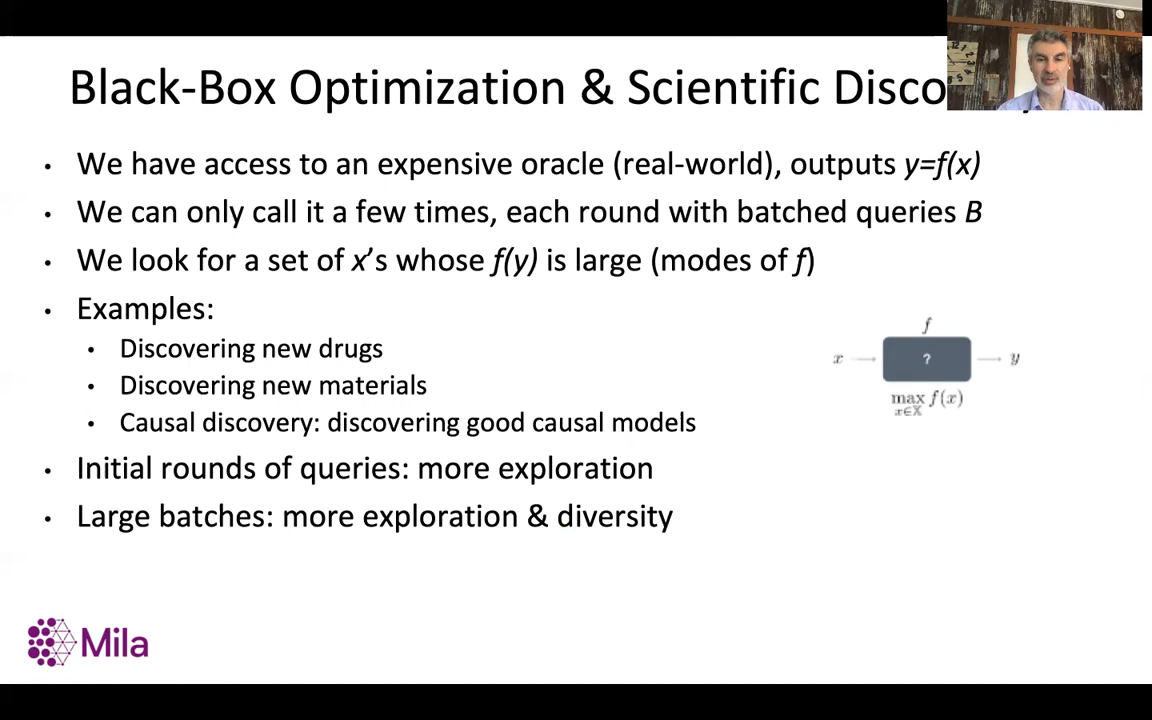 Black-Box Optimization & Scientific Disco
• We have access to an expensive oracle (real-world), outputs y=f(x)
• We can only call it a few times, each round with batched queries B
• We look for a set of x's whose f(y) is large (modes of f)
• Examples:
• Discovering new drugs
• Discovering new materials
• Causal discovery: discovering good causal models
• Initial rounds of queries: more exploration
• Large batches: more exploration & diversity
f
x → ? → y
max f(x)
x∈𝕏
Mila